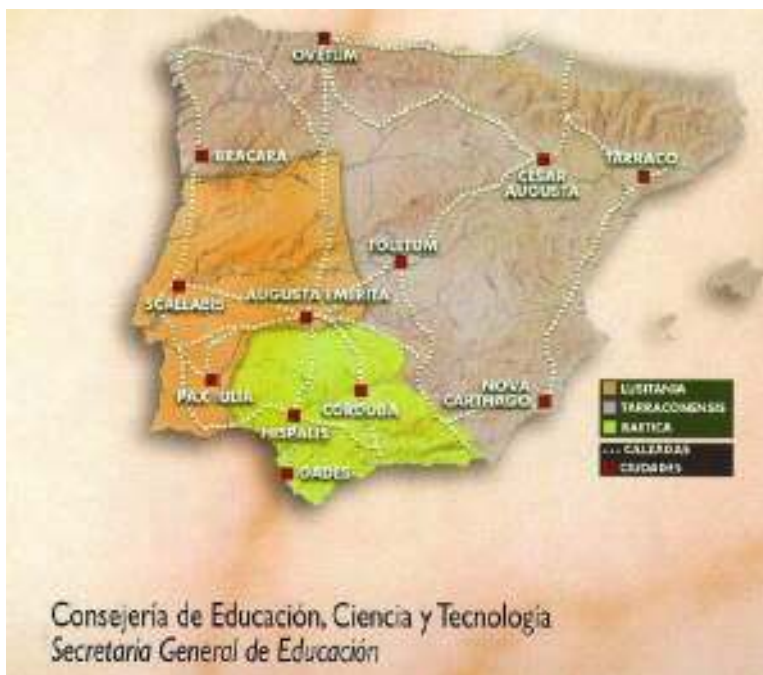 OVETUM
BRACARA
CESAR
AUGUSTA
TARRACO
TOLETUM
SCALLABIS
AUGUSTA EMERITA
PAX IULIA
CORDUBA
NOVA
CARTHAGO
HISPALIS
GADES
LUSITANIA
TARRACONENSIS
BAETICA
CALZADAS
CIUDADES
Consejería de Educación, Ciencia y Tecnología
Secretaria General de Educación